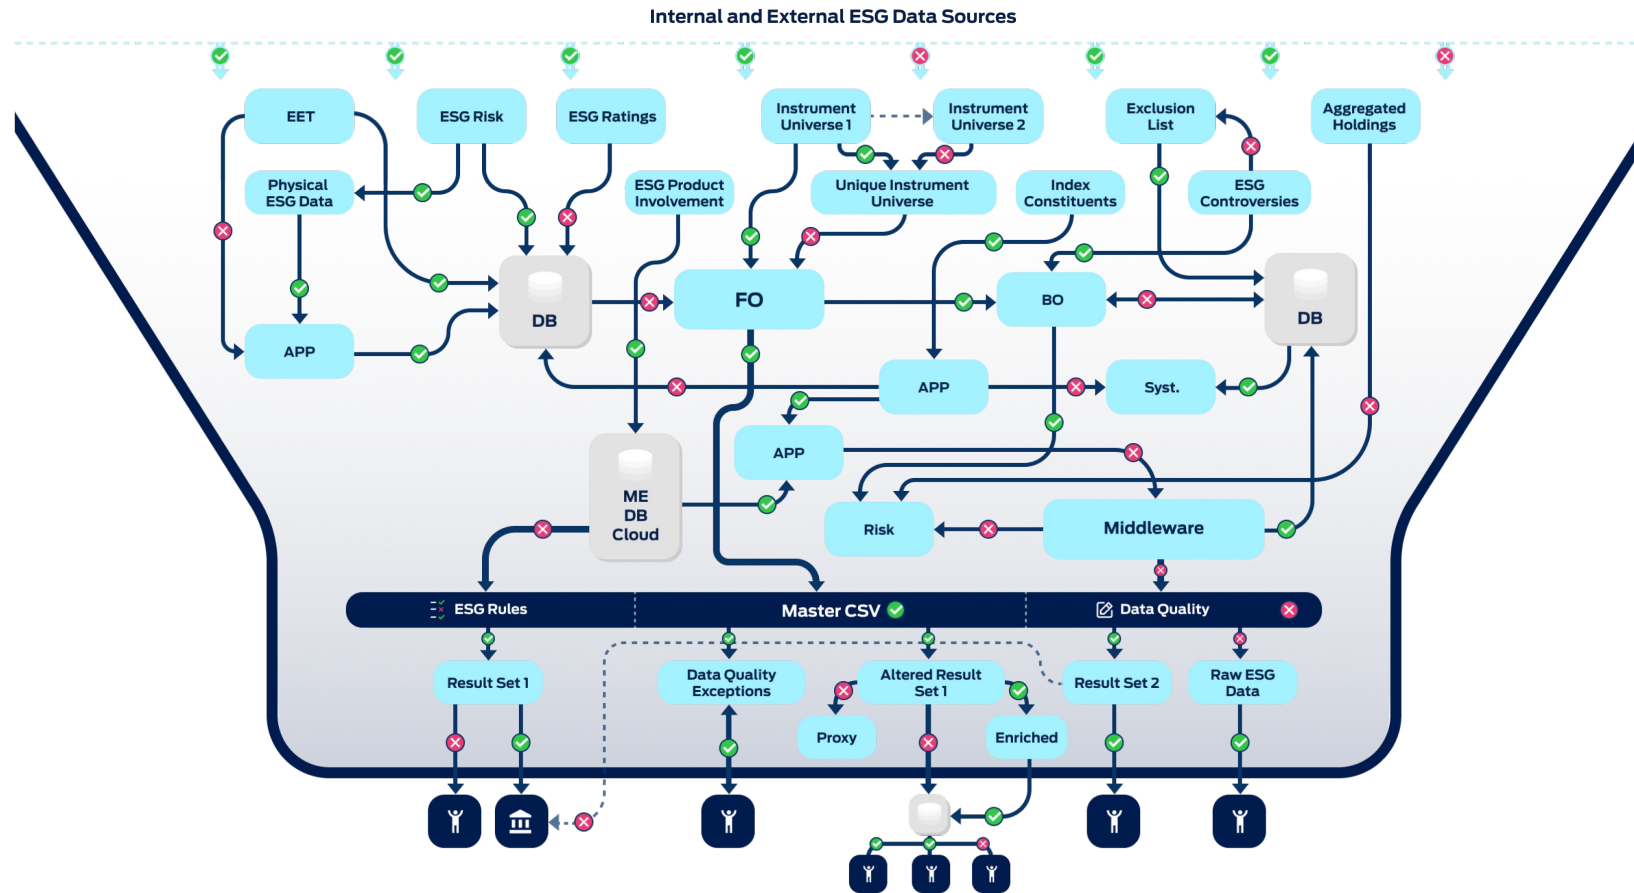 Internal and External ESG Data Sources
EET
ESG Risk
ESG Ratings
Instrument
Universe 1
Instrument
Universe 2
Exclusion
List
Aggregated
Holdings
Physical
ESG Data
ESG Product
Involvement
Unique Instrument
Universe
Index
Constituents
ESG
Controversies
DB
FO
BO
DB
APP
APP
Syst.
APP
ME
DB
Cloud
Risk
Middleware
ESG Rules
Master CSV
Data Quality
Result Set 1
Data Quality
Exceptions
Altered Result
Set 1
Result Set 2
Raw ESG
Data
Proxy
Enriched